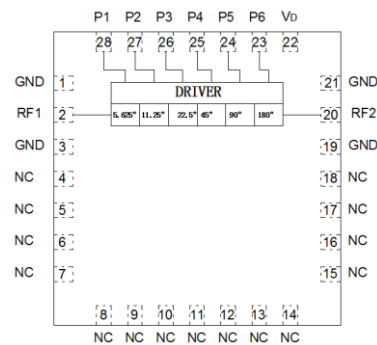 P1 P2 P3 P4 P5 P6 VD
28 27 26 25 24 23 22
GND 1 21 GND
DRIVER
RF1 2 5.625° 11.25° 22.5° 45° 90° 180° 20 RF2
GND 3 19 GND
NC 4 18 NC
NC 5 17 NC
NC 6 16 NC
NC 7 15 NC
8 9 10 11 12 13 14
NC NC NC NC NC NC NC